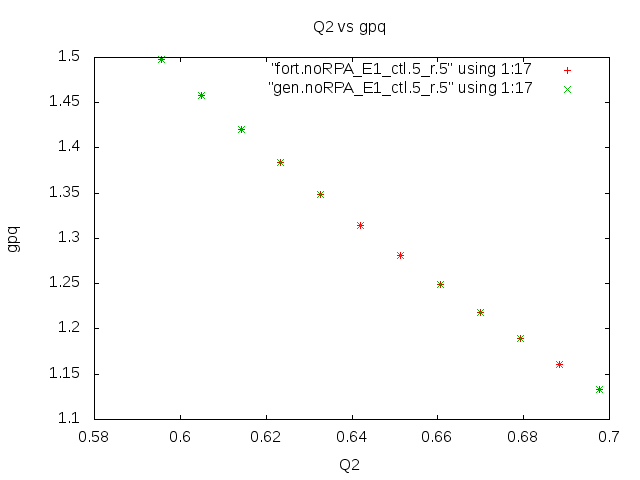 Q2 vs gpq
"fort.noRPA_E1_ctl.5_r.5" using 1:17
"gen.noRPA_E1_ctl.5_r.5" using 1:17
1.5
1.45
1.4
1.35
1.3
1.25
1.2
1.15
1.1
gpq
0.58 0.6 0.62 0.64 0.66 0.68 0.7
Q2